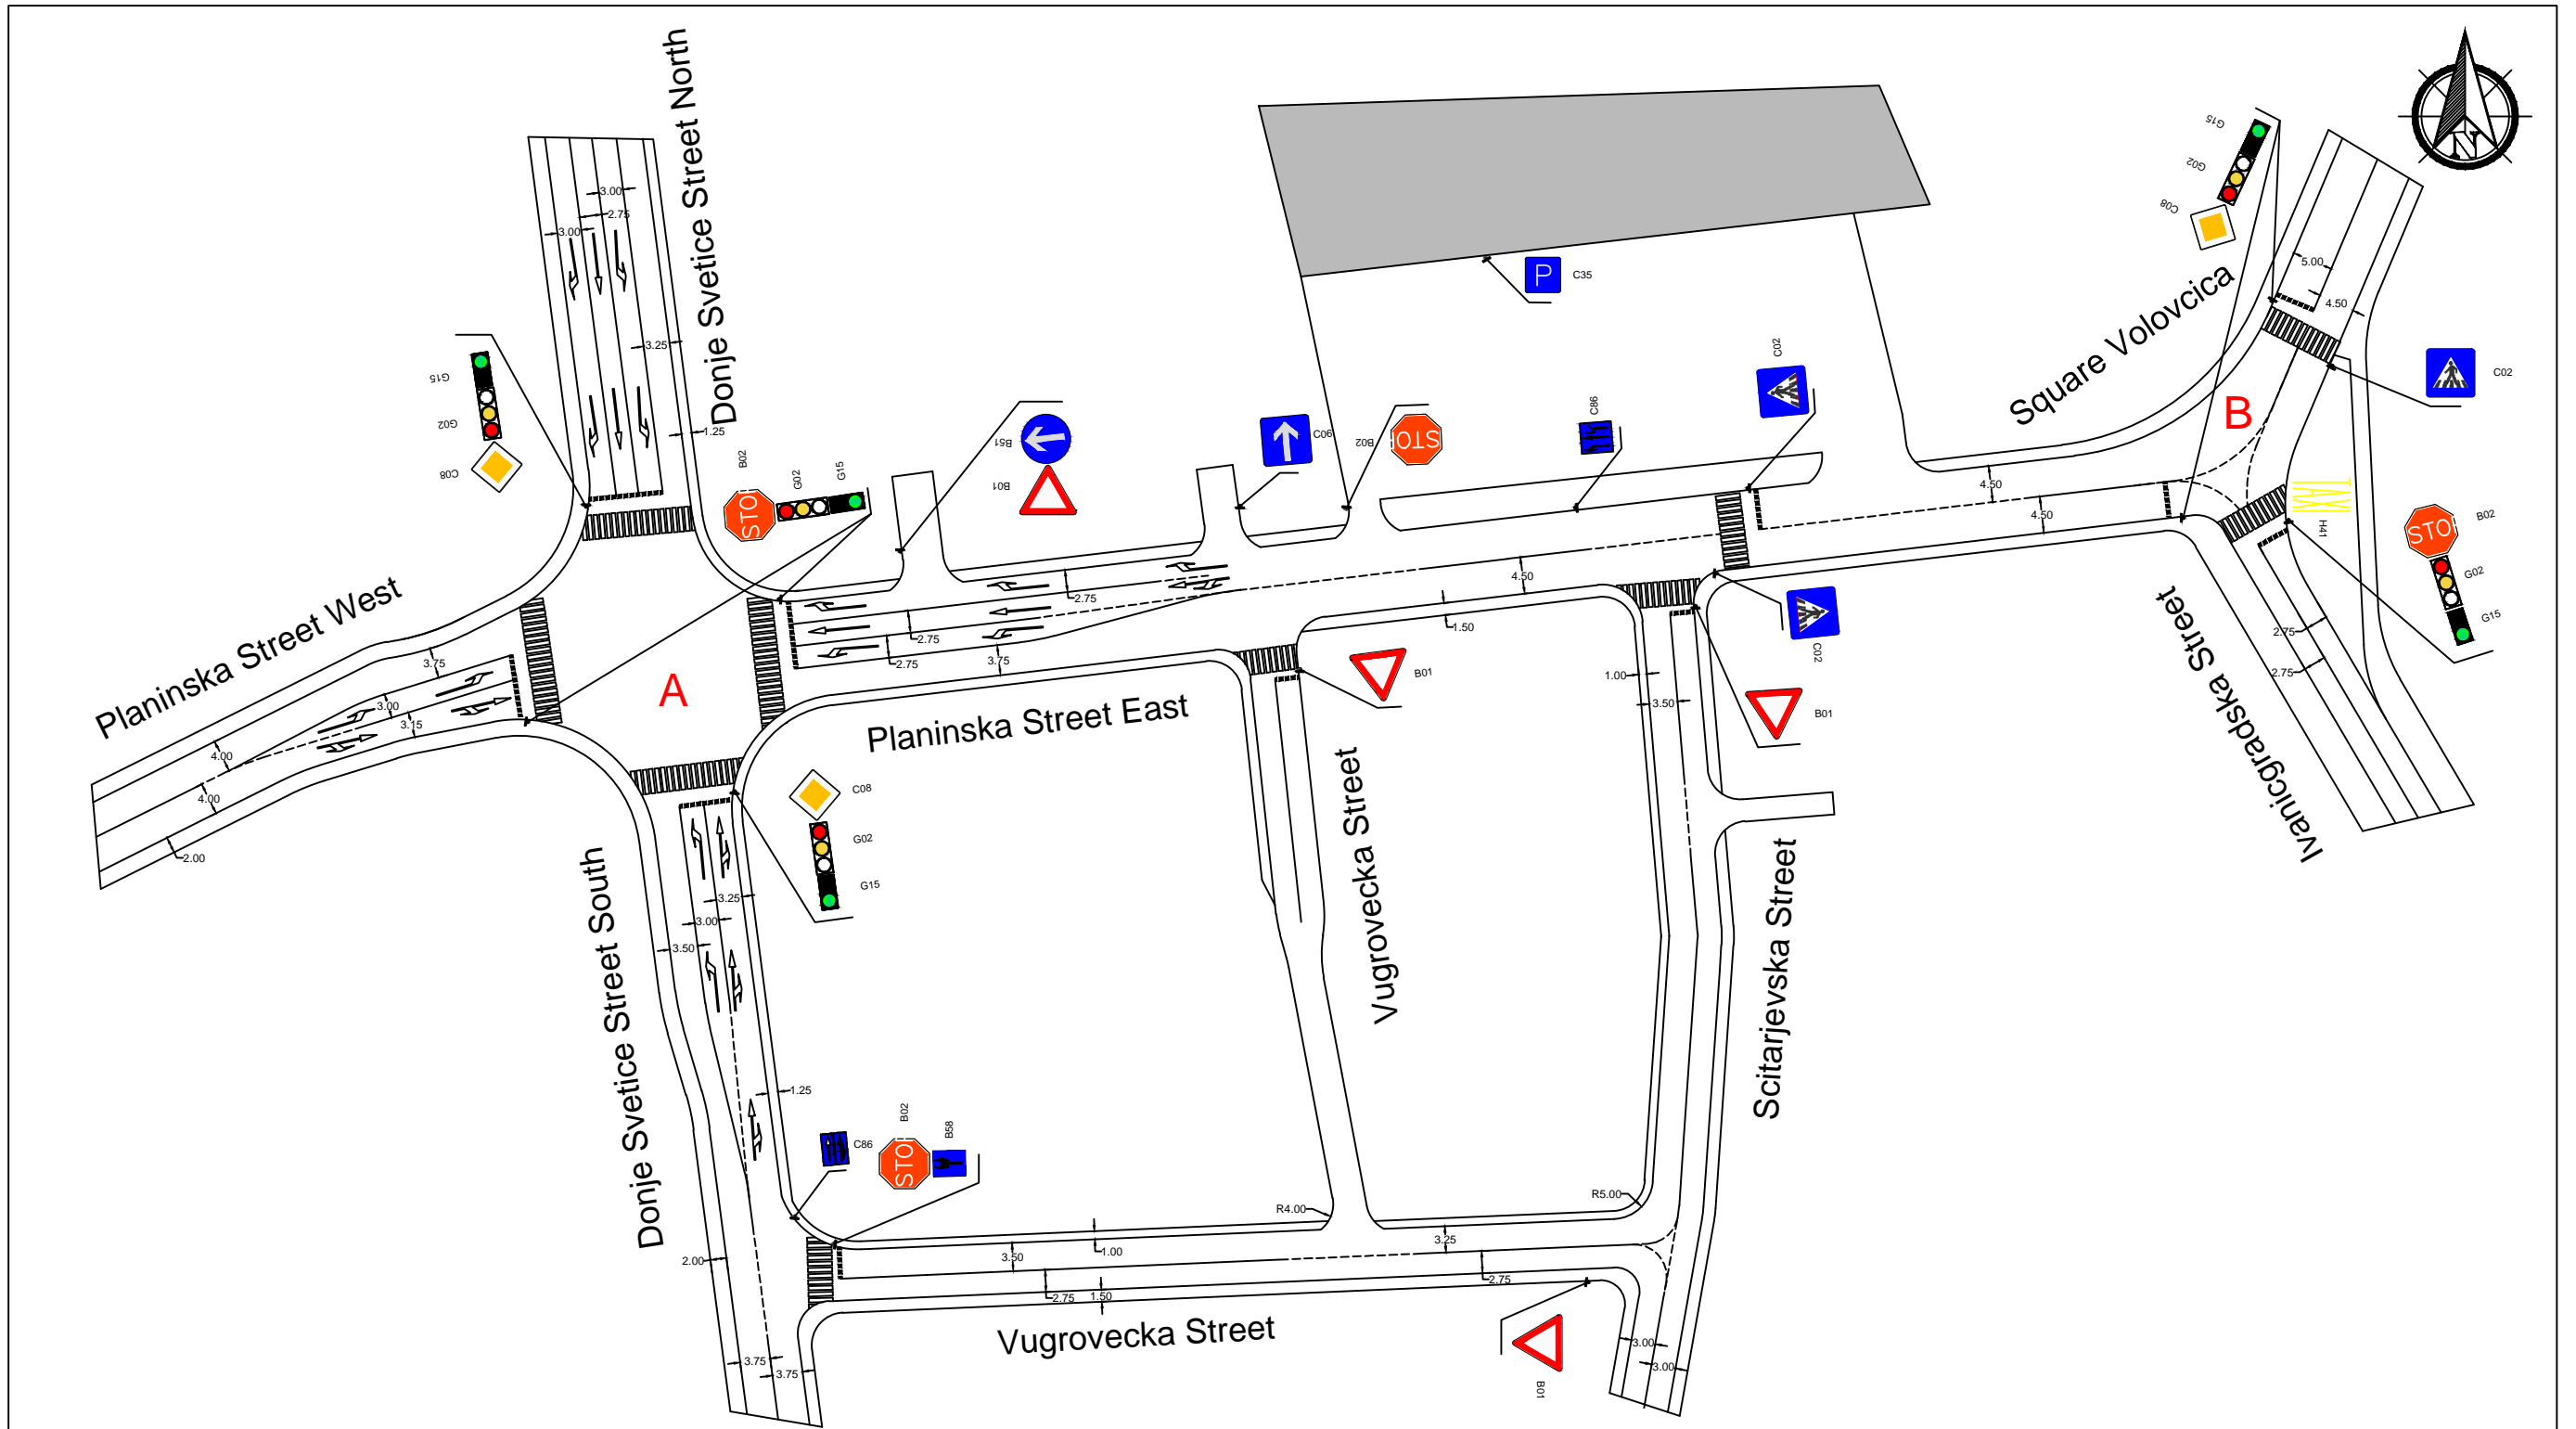 Donje Svetice Street North
3.00
2.75
3.00
3.25
1.25
G15
G02
C08
B02
G02
G15
B51
B01
C06
STOP
B02
C86
C02
P
C35
Square Volovcica
G15
G02
C08
N
5.00
4.50
C02
B
TAXI
H41
STOP
B02
G02
G15
4.50
4.50
Ivanicgradska Street
2.75
2.75
Planinska Street West
3.75
3.00
3.15
4.00
4.00
2.00
A
STOP
2.75
2.75
2.75
3.75
4.50
1.50
Planinska Street East
B01
1.00
3.50
C02
B01
Vugrovecka Street
Scitarjevska Street
C08
G02
G15
Donje Svetice Street South
3.25
3.00
3.50
1.25
C86
STOP
B02
B58
2.00
3.75
3.75
R4.00
R5.00
3.50
1.00
3.25
2.75
1.50
2.75
Vugrovecka Street
B01
3.00
3.00